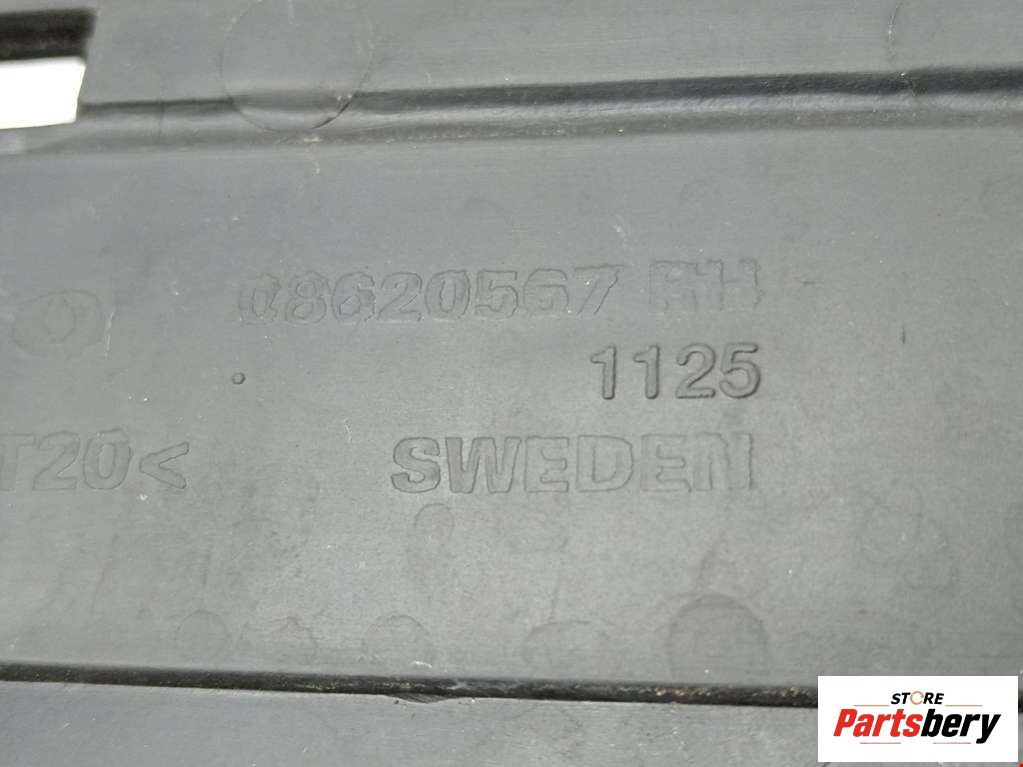 08620567 RH
1125
T20<
SWEDEN
STORE
Partsbery